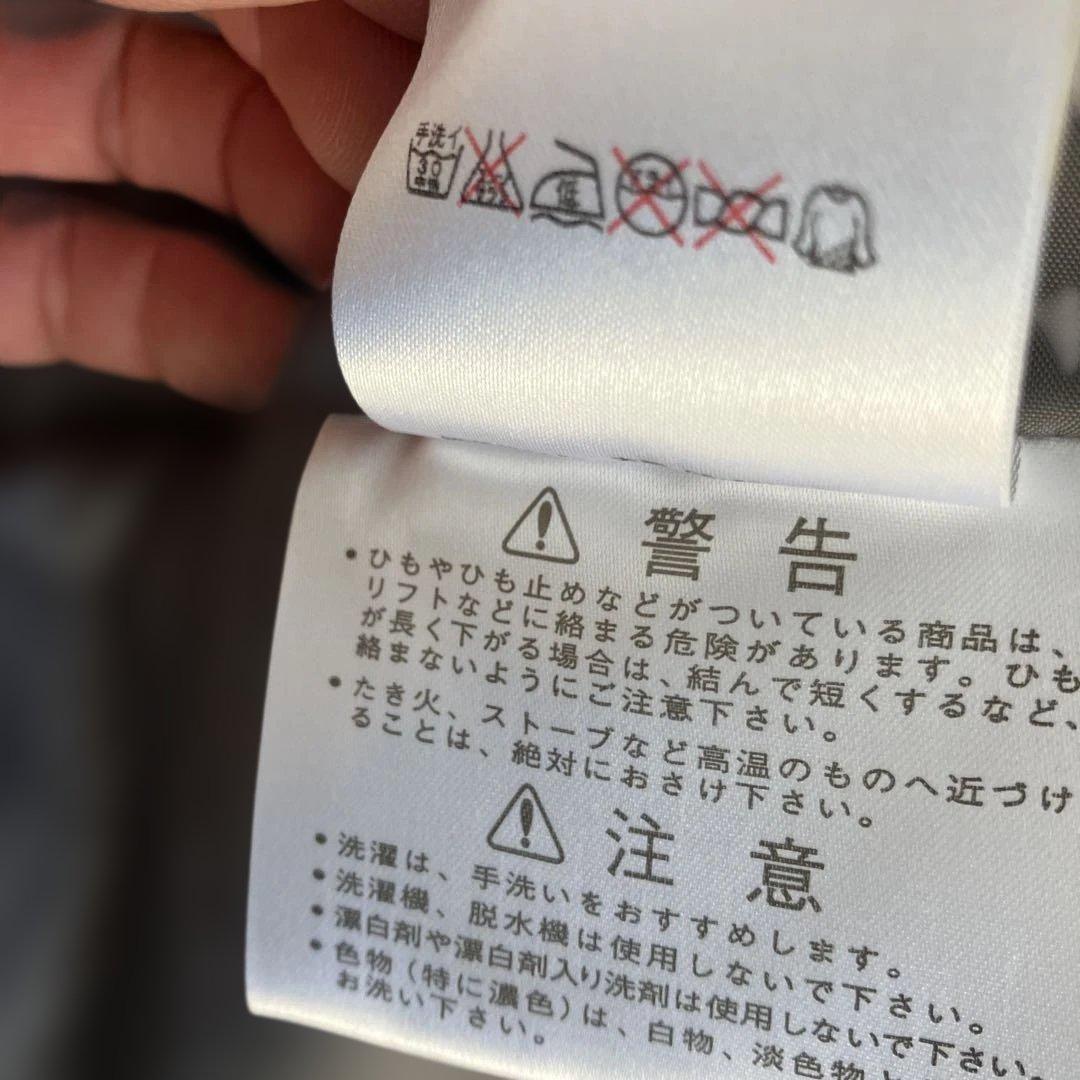 手洗イ
30
低
警告
・ひもやひも止めなどがついている商品は、
リフトなどに絡まる危険があります。ひも
が長く下がる場合は、結んで短くするなど、
絡まないようにご注意下さい。
・たき火、ストーブなど高温のものへ近づけ
ることは、絶対におさけ下さい。
注意
・洗濯は、手洗いをおすすめします。
・洗濯機、脱水機は使用しないで下さい。
・漂白剤や漂白剤入り洗剤は使用しないで下さい。
・色物(特に濃色)は、白物、淡色物と
お洗い下さい。